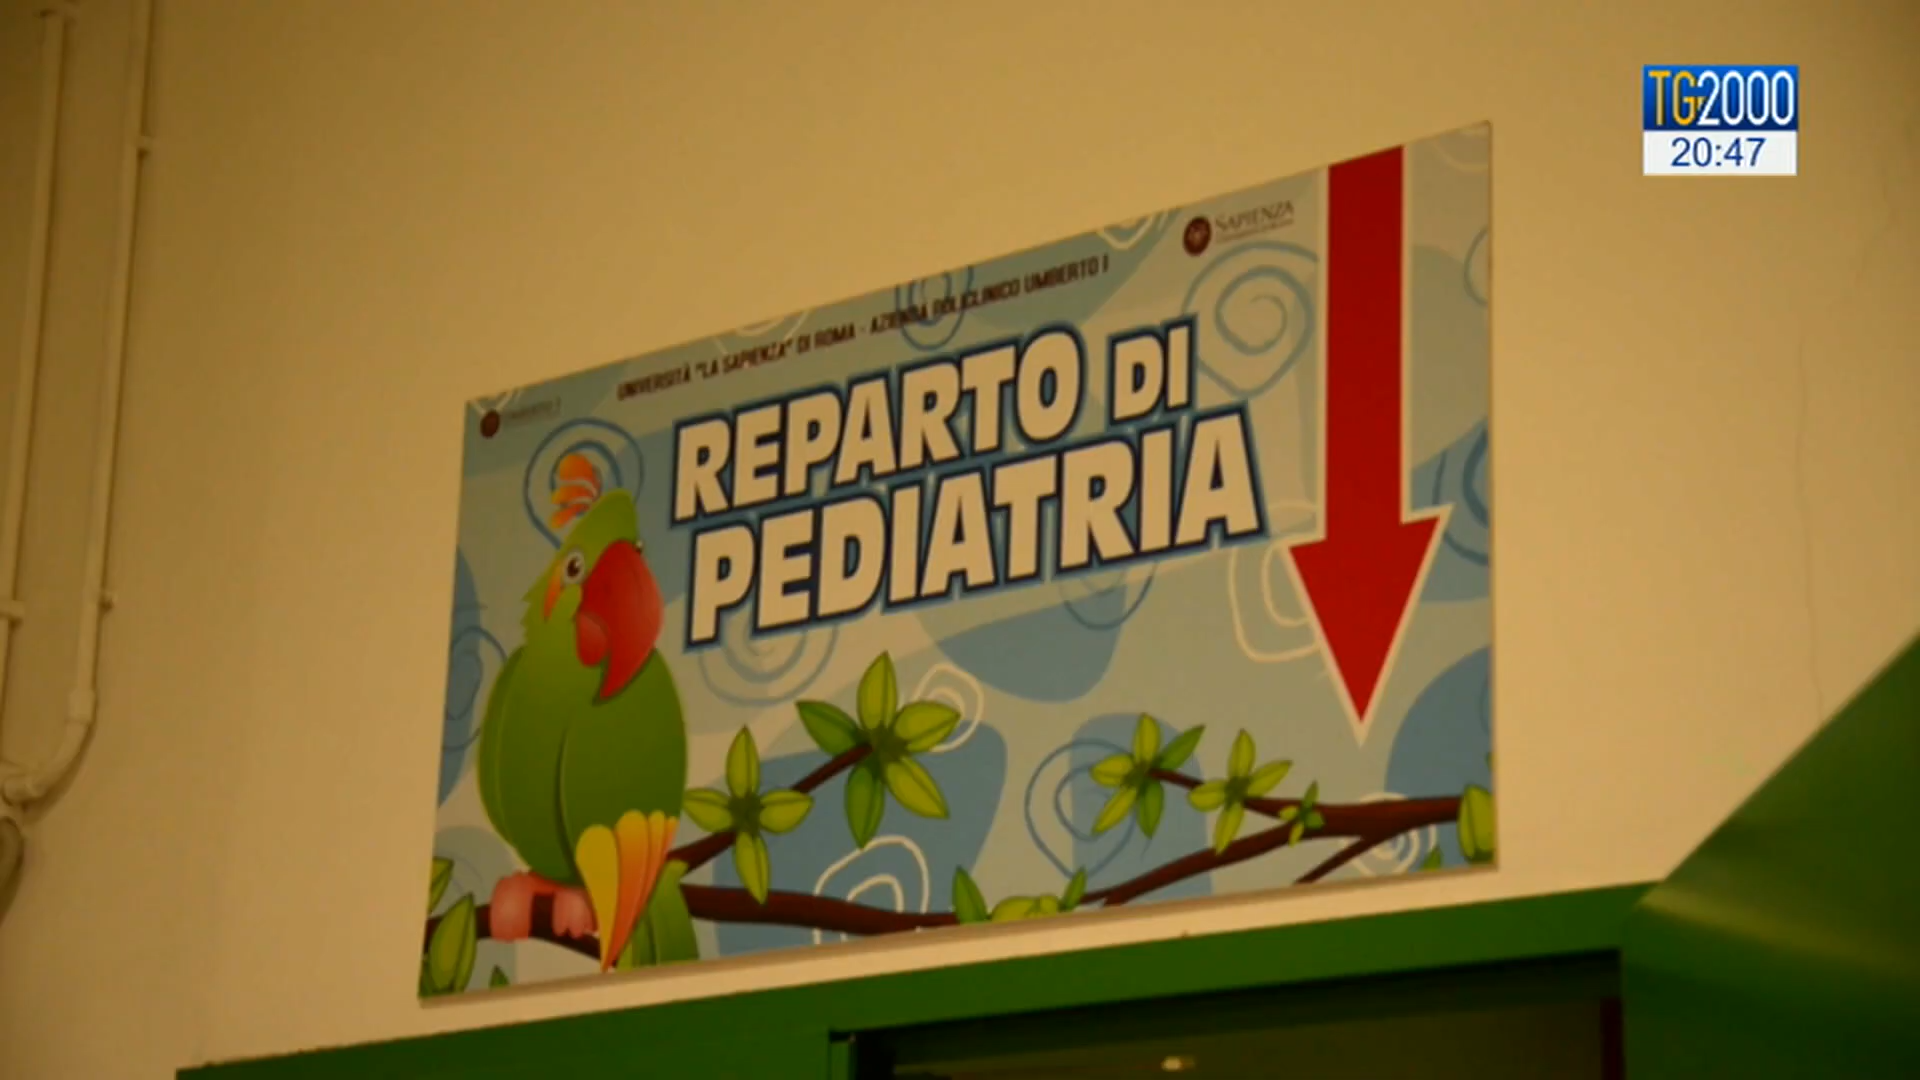 TG2000
20:47
SAPIENZA
UNIVERSITÀ "LA SAPIENZA" DI ROMA - AZIENDA POLICLINICO UMBERTO I
REPARTO DI
PEDIATRIA